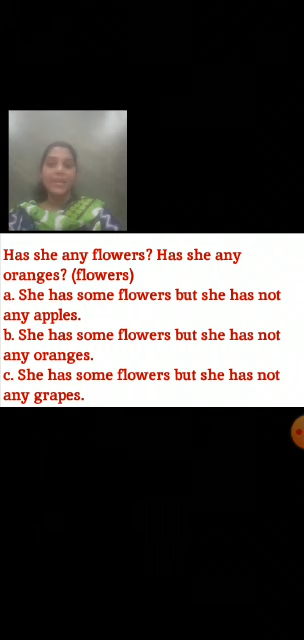 Has she any flowers? Has she any
oranges? (flowers)
a. She has some flowers but she has not
any apples.
b. She has some flowers but she has not
any oranges.
c. She has some flowers but she has not
any grapes.